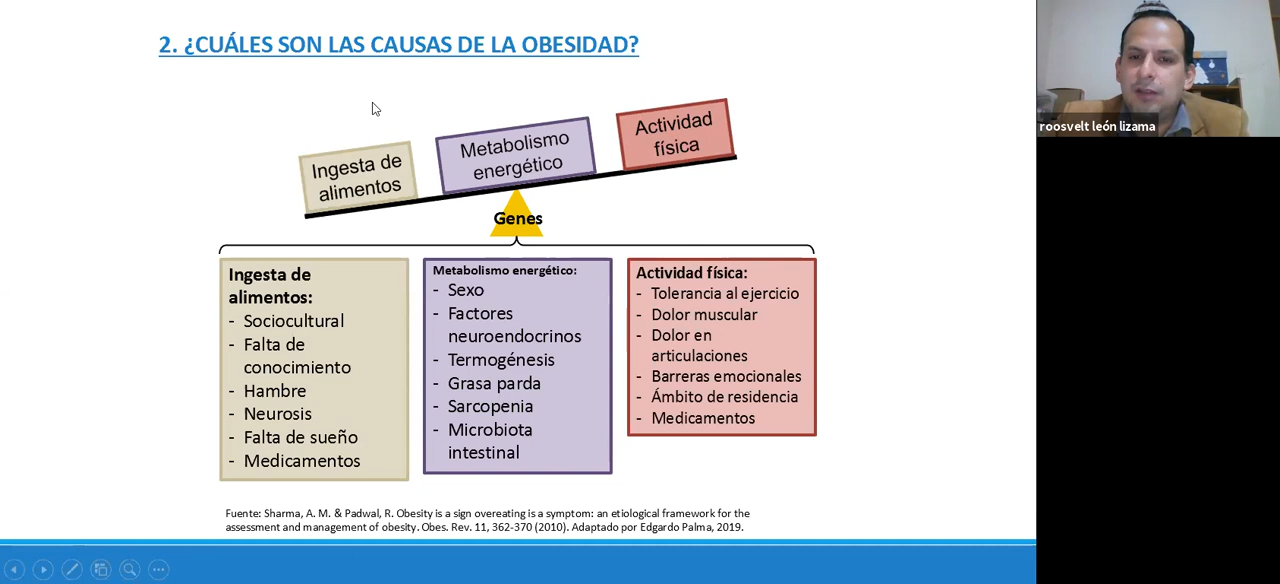 2. ¿CUÁLES SON LAS CAUSAS DE LA OBESIDAD?
Ingesta de
alimentos
Metabolismo
energético
Actividad
física
Genes
Ingesta de
alimentos:
- Sociocultural
- Falta de
conocimiento
- Hambre
- Neurosis
- Falta de sueño
- Medicamentos
Metabolismo energético:
- Sexo
- Factores
neuroendocrinos
- Termogénesis
- Grasa parda
- Sarcopenia
- Microbiota
intestinal
Actividad física:
- Tolerancia al ejercicio
- Dolor muscular
- Dolor en
articulaciones
- Barreras emocionales
- Ámbito de residencia
- Medicamentos
Fuente: Sharma, A. M. & Padwal, R. Obesity is a sign overeating is a symptom: an etiological framework for the
assessment and management of obesity. Obes. Rev. 11, 362-370 (2010). Adaptado por Edgardo Palma, 2019.
roosvelt león lizama